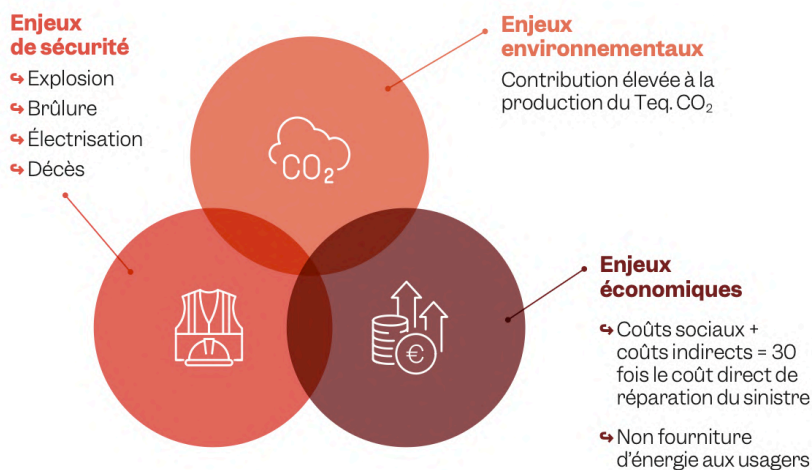 Enjeux
de sécurité
↪ Explosion
↪ Brûlure
↪ Électrisation
↪ Décès
Enjeux
environnementaux
Contribution élevée à la
production du Teq. CO₂
CO₂
€
Enjeux
économiques
↪ Coûts sociaux +
coûts indirects = 30
fois le coût direct de
réparation du sinistre
↪ Non fourniture
d’énergie aux usagers